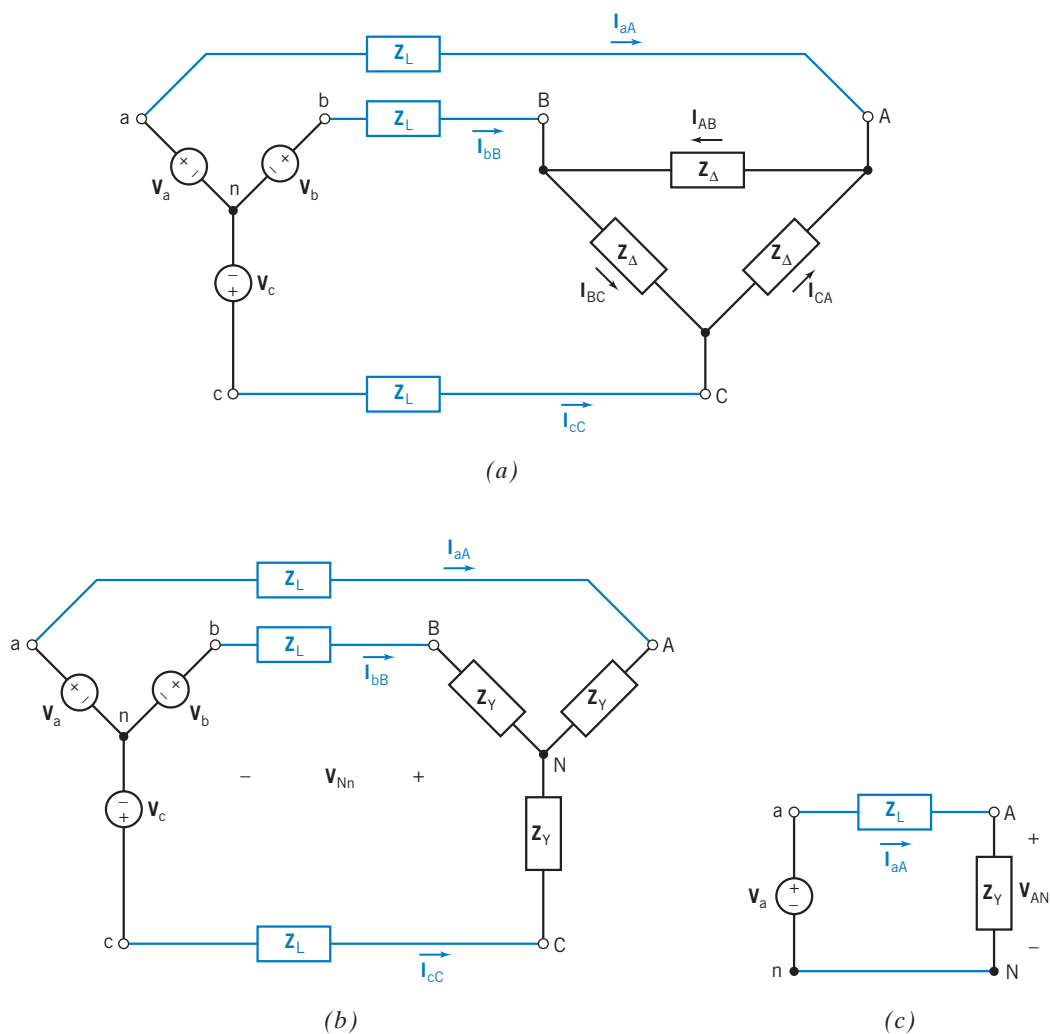 I_aA
Z_L
a
b
Z_L
I_bB
B
A
I_AB
Z_Δ
+
−
V_a
n
−
+
V_b
Z_Δ
I_BC
Z_Δ
I_CA
−
+
V_c
c
Z_L
I_cC
C
(a)
I_aA
Z_L
a
b
Z_L
I_bB
B
A
+
−
V_a
n
−
+
V_b
Z_Y
Z_Y
N
− V_Nn +
−
+
V_c
Z_Y
c
Z_L
I_cC
C
(b)
a
Z_L
I_aA
A
+
−
V_a
Z_Y
+
V_AN
−
n
N
(c)